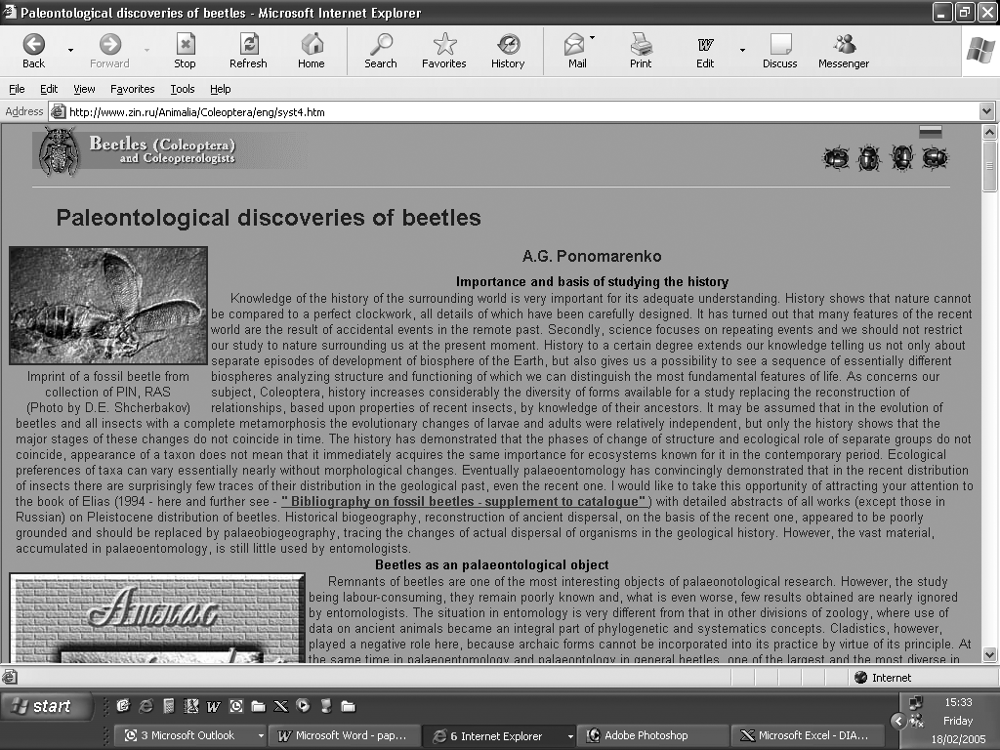 Paleontological discoveries of beetles - Microsoft Internet Explorer
Back Forward Stop Refresh Home Search Favorites History Mail Print Edit Discuss Messenger
File Edit View Favorites Tools Help
Address http://www.zin.ru/Animalia/Coleoptera/eng/syst4.htm
Beetles (Coleoptera)
and Coleopterologists
Paleontological discoveries of beetles
A.G. Ponomarenko
Imprint of a fossil beetle from
collection of PIN, RAS
(Photo by D.E. Shcherbakov)
Importance and basis of studying the history
Knowledge of the history of the surrounding world is very important for its adequate understanding. History shows that nature cannot
be compared to a perfect clockwork, all details of which have been carefully designed. It has turned out that many features of the recent
world are the result of accidental events in the remote past. Secondly, science focuses on repeating events and we should not restrict
our study to nature surrounding us at the present moment. History to a certain degree extends our knowledge telling us not only about
separate episodes of development of biosphere of the Earth, but also gives us a possibility to see a sequence of essentially different
biospheres analyzing structure and functioning of which we can distinguish the most fundamental features of life. As concerns our
subject, Coleoptera, history increases considerably the diversity of forms available for a study replacing the reconstruction of
relationships, based upon properties of recent insects, by knowledge of their ancestors. It may be assumed that in the evolution of
beetles and all insects with a complete metamorphosis the evolutionary changes of larvae and adults were relatively independent, but only the history shows that the
major stages of these changes do not coincide in time. The history has demonstrated that the phases of change of structure and ecological role of separate groups do not
coincide, appearance of a taxon does not mean that it immediately acquires the same importance for ecosystems known for it in the contemporary period. Ecological
preferences of taxa can vary essentially nearly without morphological changes. Eventually palaeoentomology has convincingly demonstrated that in the recent distribution
of insects there are surprisingly few traces of their distribution in the geological past, even the recent one. I would like to take this opportunity of attracting your attention to
the book of Elias (1994 - here and further see - " Bibliography on fossil beetles - supplement to catalogue" ) with detailed abstracts of all works (except those in
Russian) on Pleistocene distribution of beetles. Historical biogeography, reconstruction of ancient dispersal, on the basis of the recent one, appeared to be poorly
grounded and should be replaced by palaeobiogeography, tracing the changes of actual dispersal of organisms in the geological history. However, the vast material,
accumulated in palaeoentomology, is still little used by entomologists.
Beetles as an palaeontological object
Апелас
Remnants of beetles are one of the most interesting objects of palaeonotological research. However, the study
being labour-consuming, they remain poorly known and, what is even worse, few results obtained are nearly ignored
by entomologists. The situation in entomology is very different from that in other divisions of zoology, where use of
data on ancient animals became an integral part of phylogenetic and systematics concepts. Cladistics, however,
played a negative role here, because archaic forms cannot be incorporated into its practice by virtue of its principle. At
the same time in palaeoentomology and palaeontology in general beetles, one of the largest and the most diverse in
Internet
start
15:33
Friday
18/02/2005
3 Microsoft Outlook Microsoft Word - pap... 6 Internet Explorer Adobe Photoshop Microsoft Excel - DIA...